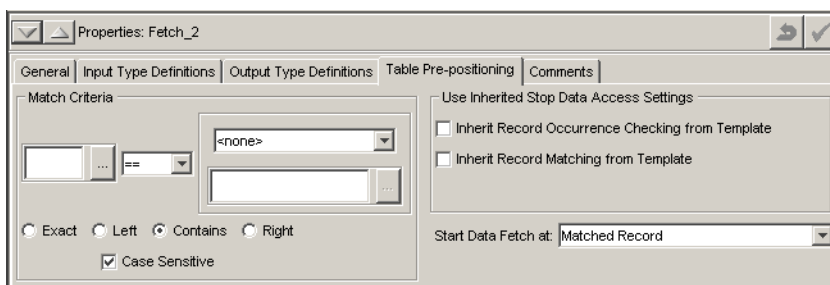 Properties: Fetch_2
General Input Type Definitions Output Type Definitions Table Pre-positioning Comments
Match Criteria
<none>
... ==
...
Exact Left Contains Right
Case Sensitive
Use Inherited Stop Data Access Settings
Inherit Record Occurrence Checking from Template
Inherit Record Matching from Template
Start Data Fetch at: Matched Record